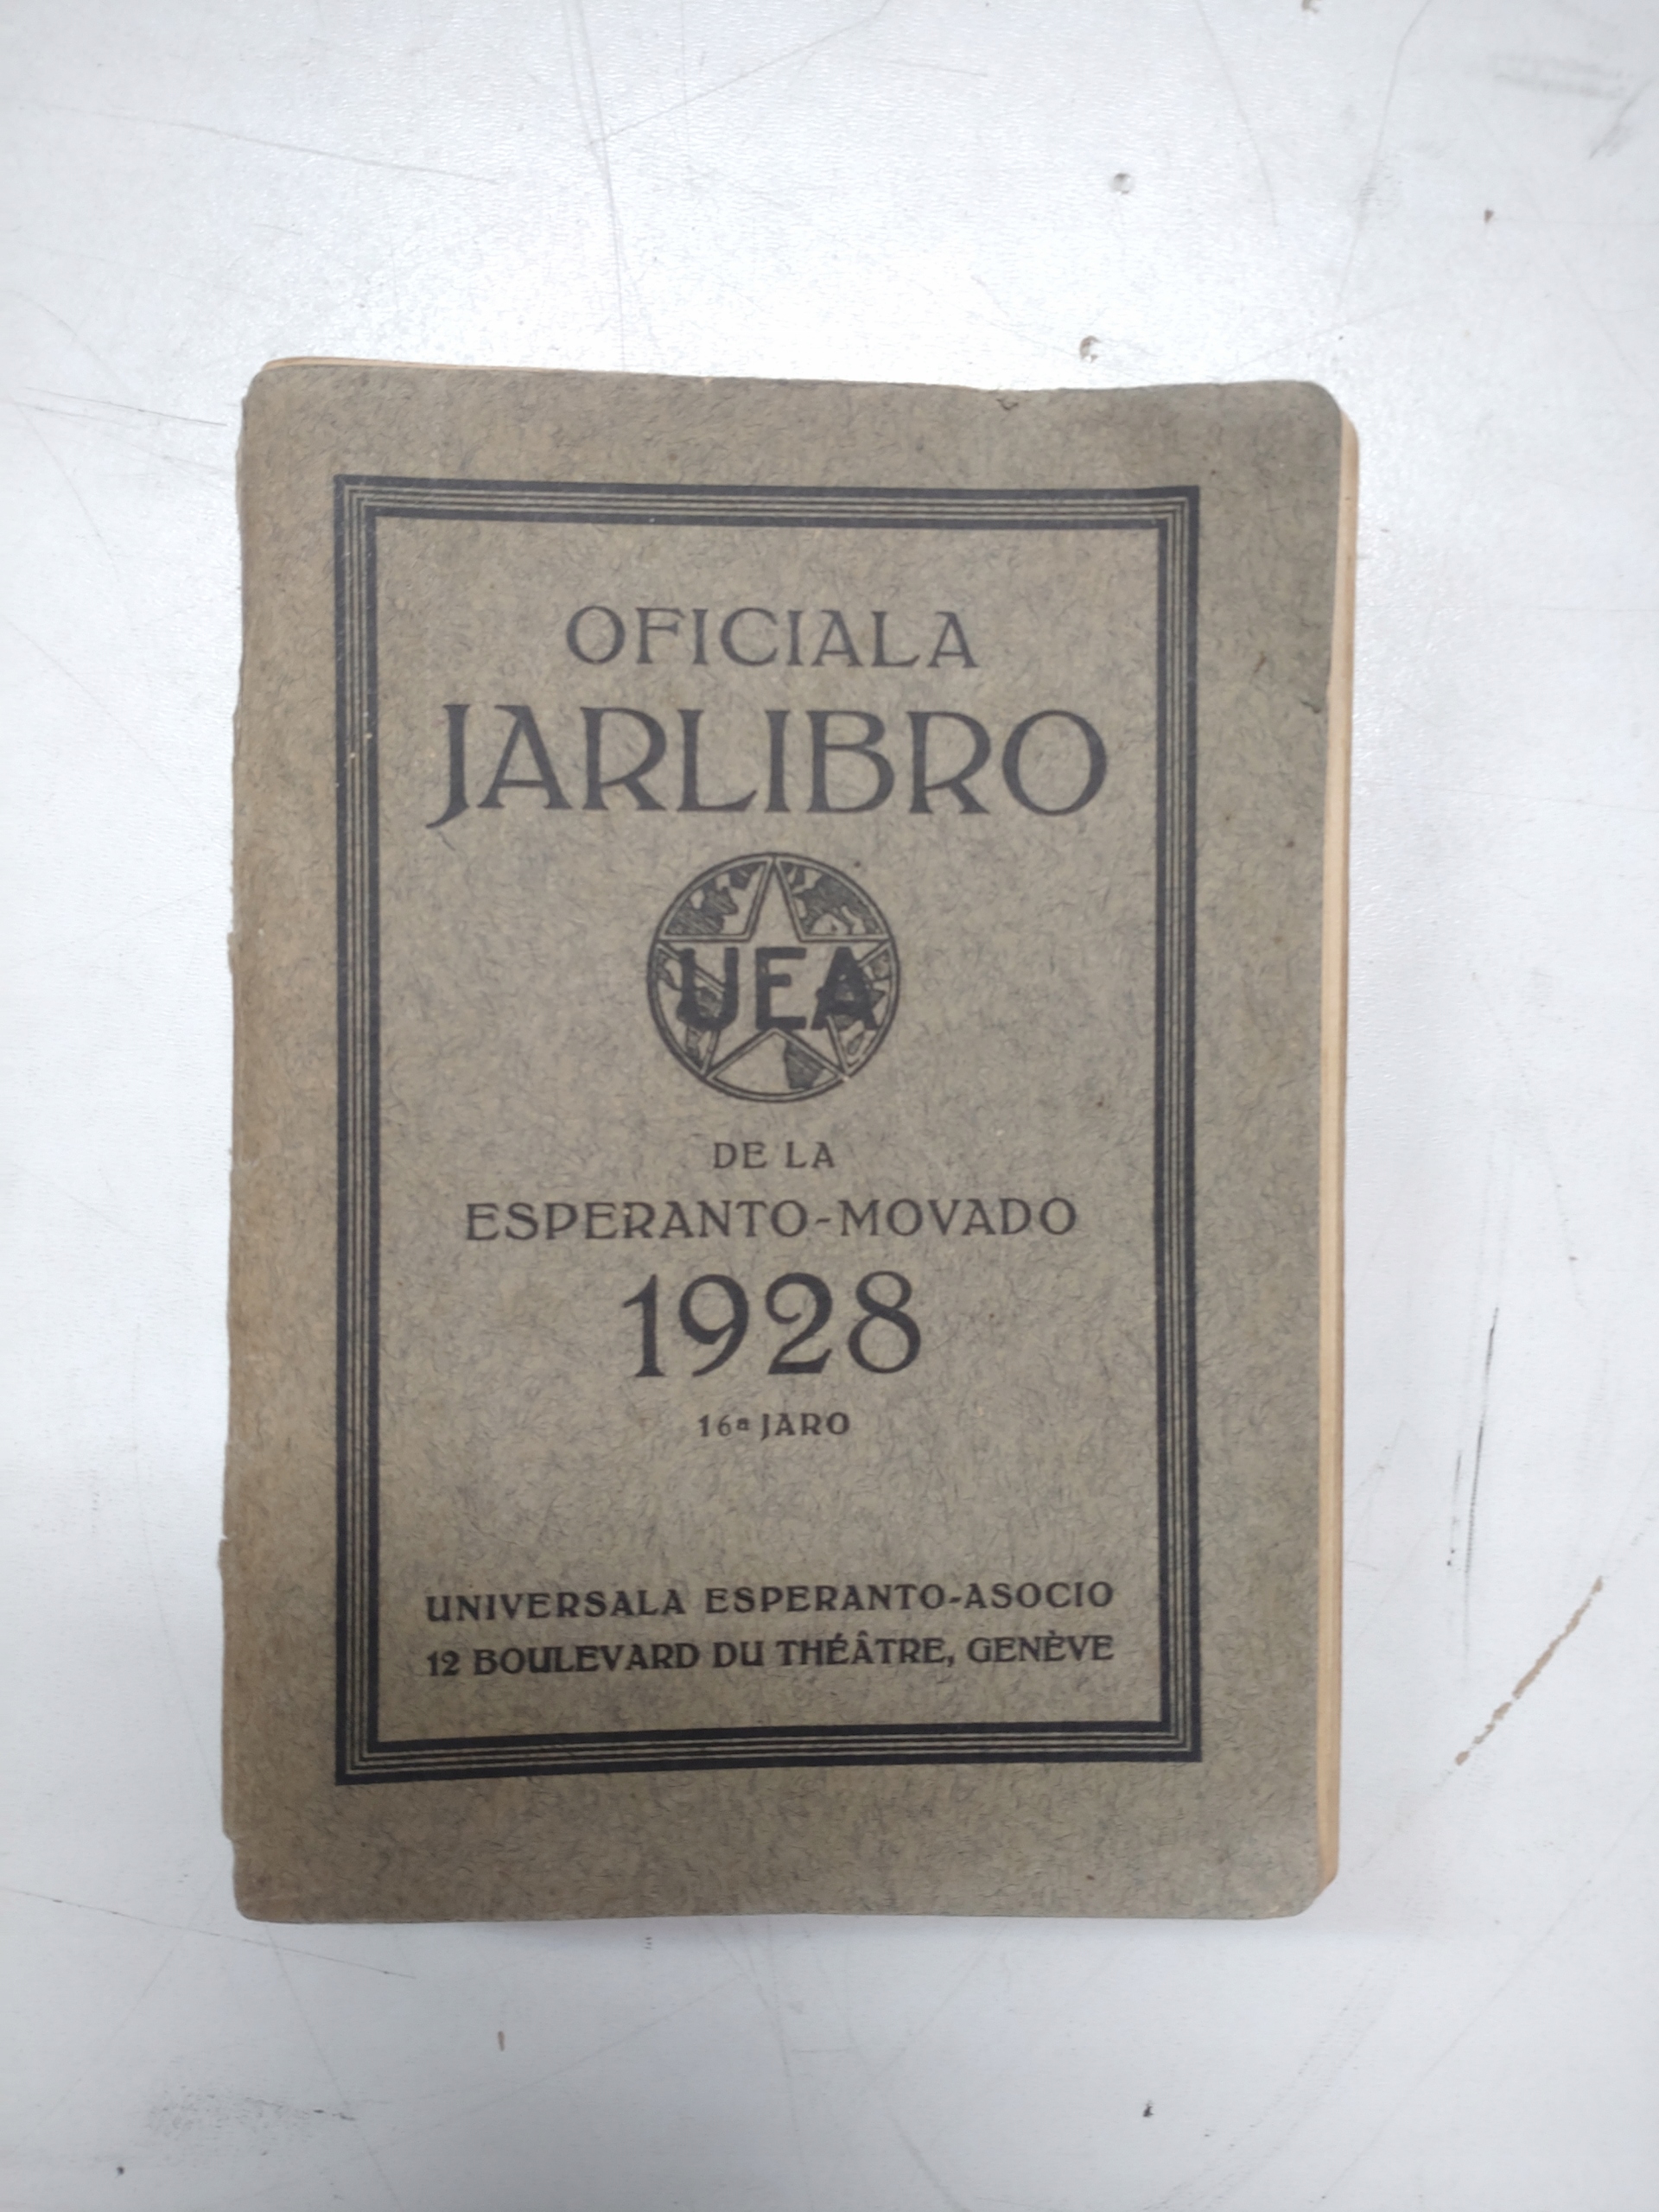 OFICIALA
JARLIBRO
UEA
DE LA
ESPERANTO-MOVADO
1928
16ª JARO
UNIVERSALA ESPERANTO-ASOCIO
12 BOULEVARD DU THÉÂTRE, GENÈVE